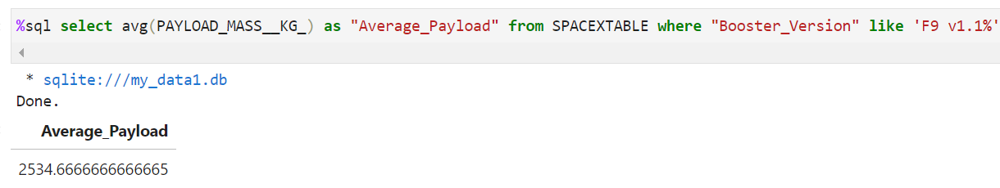 %sql select avg(PAYLOAD_MASS__KG_) as "Average_Payload" from SPACEXTABLE where "Booster_Version" like 'F9 v1.1%'
* sqlite:///my_data1.db
Done.
Average_Payload
2534.6666666666665